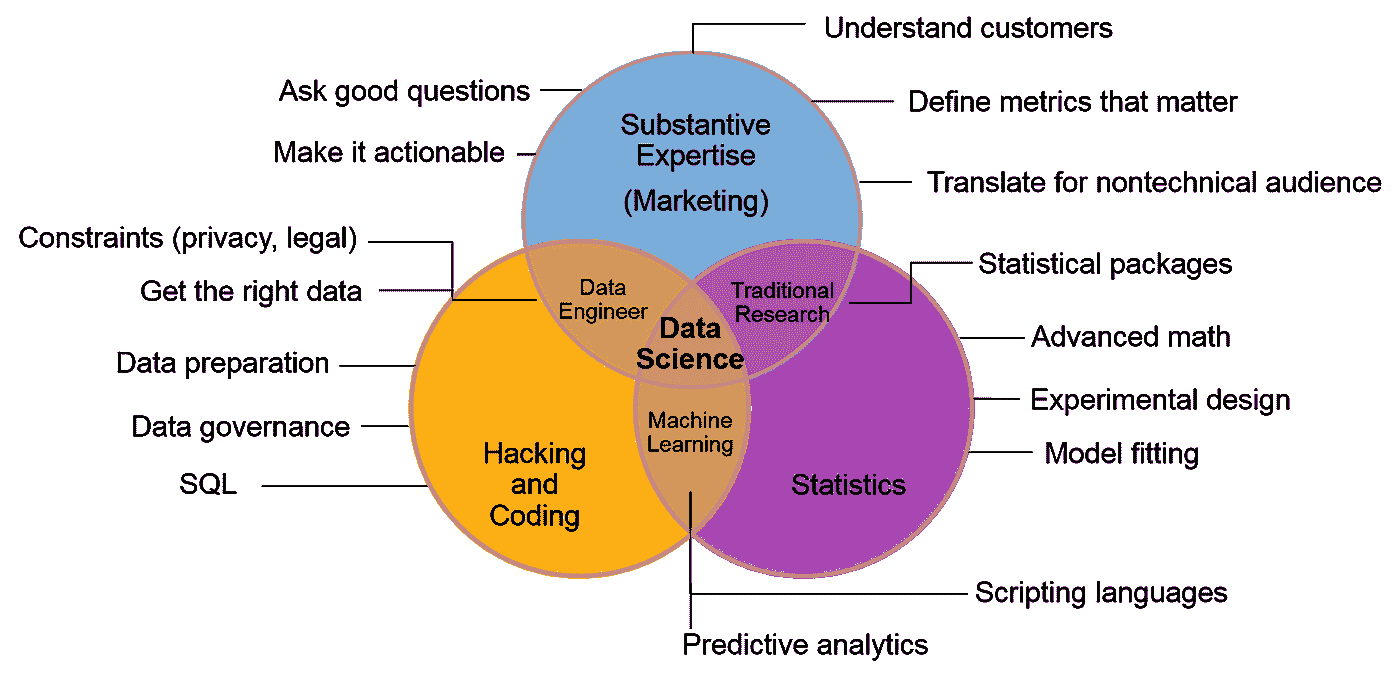 Understand customers
Ask good questions
Define metrics that matter
Substantive
Expertise
(Marketing)
Make it actionable
Translate for nontechnical audience
Constraints (privacy, legal)
Get the right data
Statistical packages
Data
Engineer
Traditional
Research
Data
Science
Data preparation
Advanced math
Data governance
Experimental design
Machine
Learning
Hacking
and
Coding
Model fitting
SQL
Statistics
Scripting languages
Predictive analytics